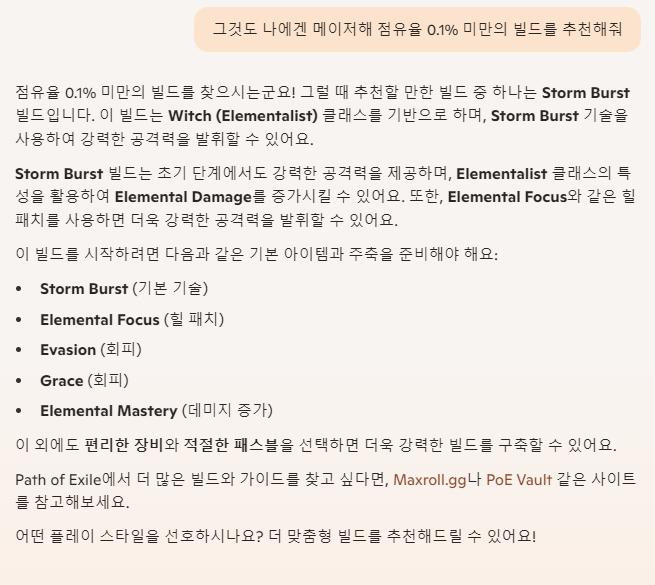 그것도 나에겐 메이저해 점유율 0.1% 미만의 빌드를 추천해줘
점유율 0.1% 미만의 빌드를 찾으시는군요! 그럴 때 추천할 만한 빌드 중 하나는 Storm Burst
빌드입니다. 이 빌드는 Witch (Elementalist) 클래스를 기반으로 하며, Storm Burst 기술을
사용하여 강력한 공격력을 발휘할 수 있어요.
Storm Burst 빌드는 초기 단계에서도 강력한 공격력을 제공하며, Elementalist 클래스의 특
성을 활용하여 Elemental Damage를 증가시킬 수 있어요. 또한, Elemental Focus와 같은 힐
패치를 사용하면 더욱 강력한 공격력을 발휘할 수 있어요.
이 빌드를 시작하려면 다음과 같은 기본 아이템과 주축을 준비해야 해요:
• Storm Burst (기본 기술)
• Elemental Focus (힐 패치)
• Evasion (회피)
• Grace (회피)
• Elemental Mastery (데미지 증가)
이 외에도 편리한 장비와 적절한 패스블을 선택하면 더욱 강력한 빌드를 구축할 수 있어요.
Path of Exile에서 더 많은 빌드와 가이드를 찾고 싶다면, Maxroll.gg나 PoE Vault 같은 사이트
를 참고해보세요.
어떤 플레이 스타일을 선호하시나요? 더 맞춤형 빌드를 추천해드릴 수 있어요!